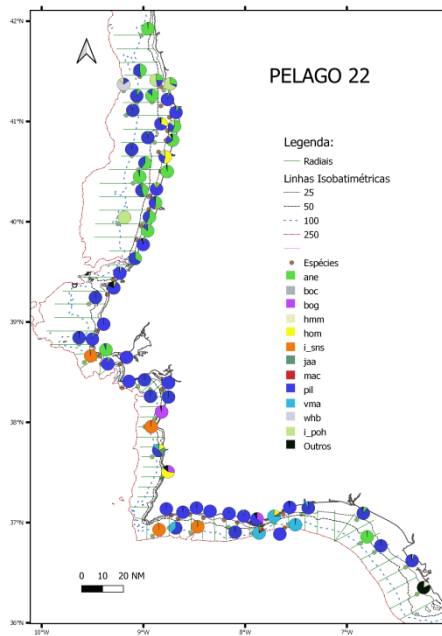 42°N
41°N
40°N
39°N
38°N
37°N
36°N
PELAGO 22
Legenda:
Radiais
Linhas Isobatimétricas
25
50
100
250
Espécies
ane
boc
bog
hmm
hom
i_sns
jaa
mac
pil
vma
whb
i_poh
Outros
0 10 20 NM
10°W 9°W 8°W 7°W